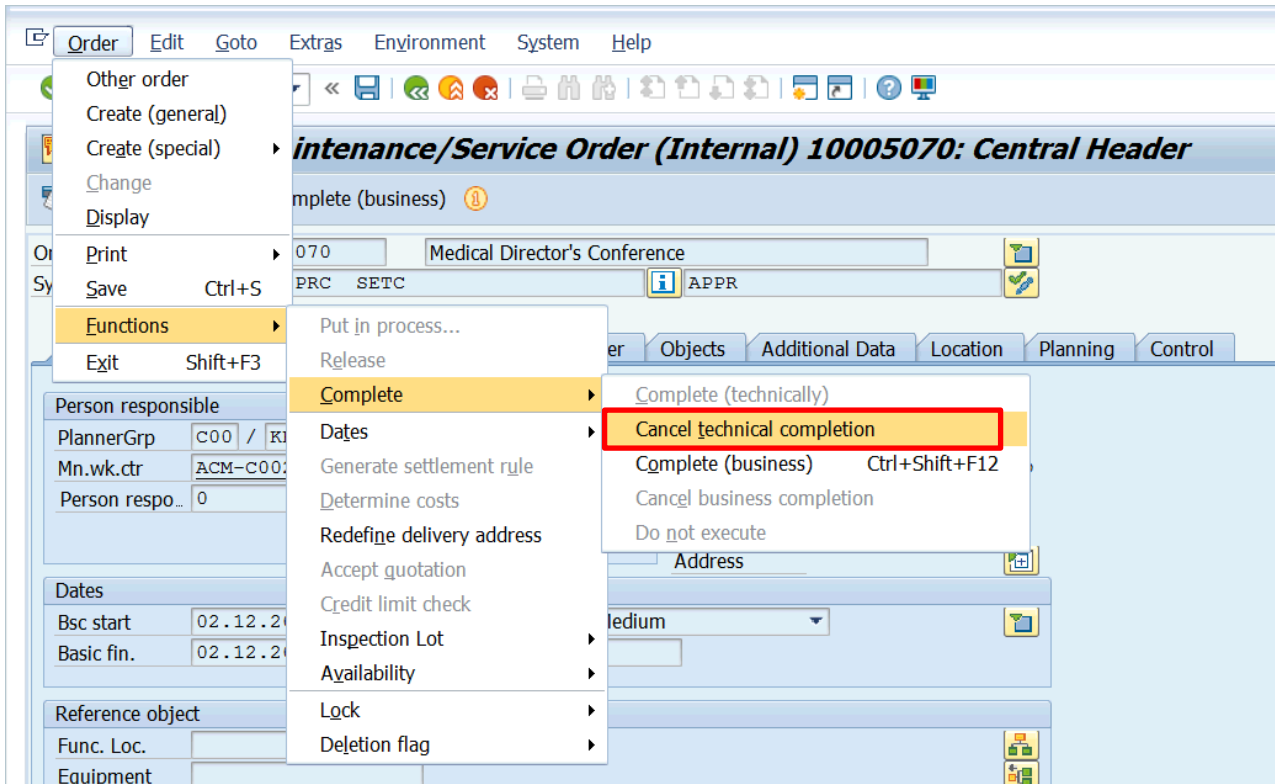 Order Edit Goto Extras Environment System Help
Other order
Create (general)
Create (special)
Change
Display
Print
Save Ctrl+S
Functions
Exit Shift+F3
intenance/Service Order (Internal) 10005070: Central Header
mplete (business)
070 Medical Director's Conference
PRC SETC APPR
Put in process...
Release
Complete
Dates
Generate settlement rule
Determine costs
Redefine delivery address
Accept quotation
Credit limit check
Inspection Lot
Availability
Lock
Deletion flag
er Objects Additional Data Location Planning Control
Complete (technically)
Cancel technical completion
Complete (business) Ctrl+Shift+F12
Cancel business completion
Do not execute
Person responsible
PlannerGrp C00 /
Mn.wk.ctr ACM-C002
Person respo... 0
Address
Dates
Bsc start 02.12.20
Basic fin. 02.12.20
Reference object
Func. Loc.
Equipment